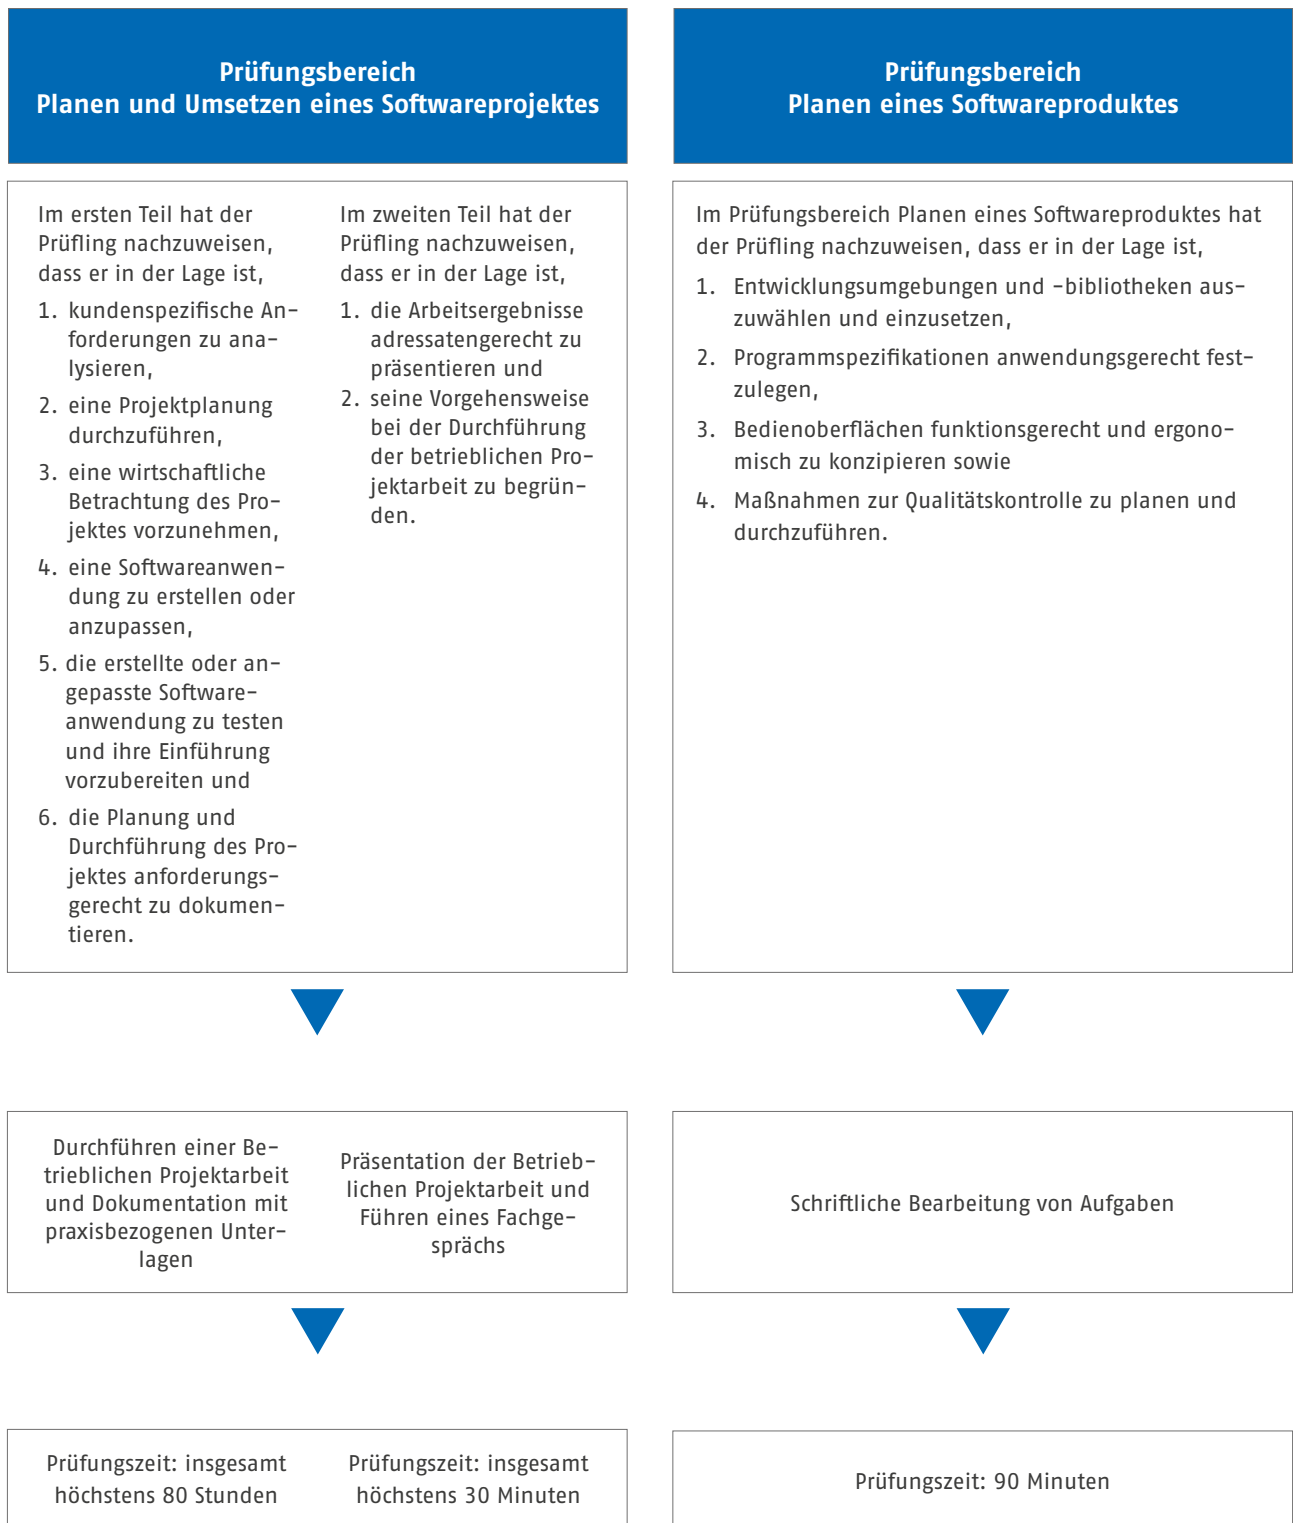 Prüfungsbereich
Planen und Umsetzen eines Softwareprojektes
Im ersten Teil hat der
Prüfling nachzuweisen,
dass er in der Lage ist,
1. kundenspezifische An-
forderungen zu ana-
lysieren,
2. eine Projektplanung
durchzuführen,
3. eine wirtschaftliche
Betrachtung des Pro-
jektes vorzunehmen,
4. eine Softwareanwen-
dung zu erstellen oder
anzupassen,
5. die erstellte oder an-
gepasste Software-
anwendung zu testen
und ihre Einführung
vorzubereiten und
6. die Planung und
Durchführung des Pro-
jektes anforderungs-
gerecht zu dokumen-
tieren.
Im zweiten Teil hat der
Prüfling nachzuweisen,
dass er in der Lage ist,
1. die Arbeitsergebnisse
adressatengerecht zu
präsentieren und
2. seine Vorgehensweise
bei der Durchführung
der betrieblichen Pro-
jektarbeit zu begrün-
den.
Durchführen einer Be-
trieblichen Projektarbeit
und Dokumentation mit
praxisbezogenen Unter-
lagen
Präsentation der Betrieb-
lichen Projektarbeit und
Führen eines Fachge-
sprächs
Prüfungszeit: insgesamt
höchstens 80 Stunden
Prüfungszeit: insgesamt
höchstens 30 Minuten
Prüfungsbereich
Planen eines Softwareproduktes
Im Prüfungsbereich Planen eines Softwareproduktes hat
der Prüfling nachzuweisen, dass er in der Lage ist,
1. Entwicklungsumgebungen und -bibliotheken aus-
zuwählen und einzusetzen,
2. Programmspezifikationen anwendungsgerecht fest-
zulegen,
3. Bedienoberflächen funktionsgerecht und ergono-
misch zu konzipieren sowie
4. Maßnahmen zur Qualitätskontrolle zu planen und
durchzuführen.
Schriftliche Bearbeitung von Aufgaben
Prüfungszeit: 90 Minuten